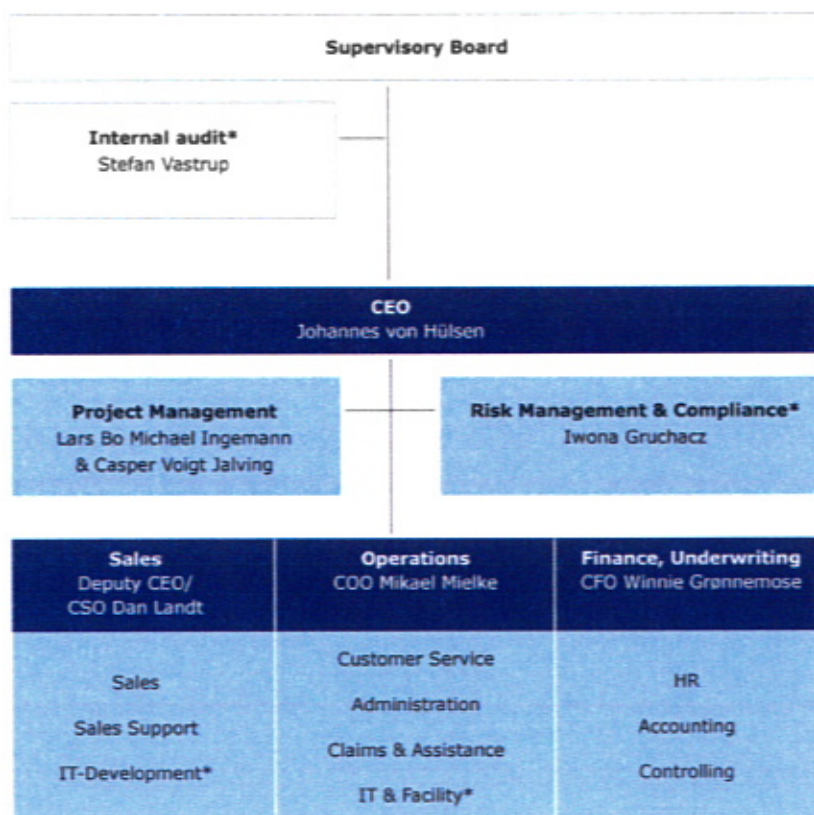 Supervisory Board
Internal audit*
Stefan Vastrup
CEO
Johannes von Hülsen
Project Management
Lars Bo Michael Ingemann
& Casper Voigt Jalving
Risk Management & Compliance*
Iwona Gruchacz
Sales
Deputy CEO/
CSO Dan Landt
Sales
Sales Support
IT-Development*
Operations
COO Mikael Mielke
Customer Service
Administration
Claims & Assistance
IT & Facility*
Finance, Underwriting
CFO Winnie Grønnemose
HR
Accounting
Controlling